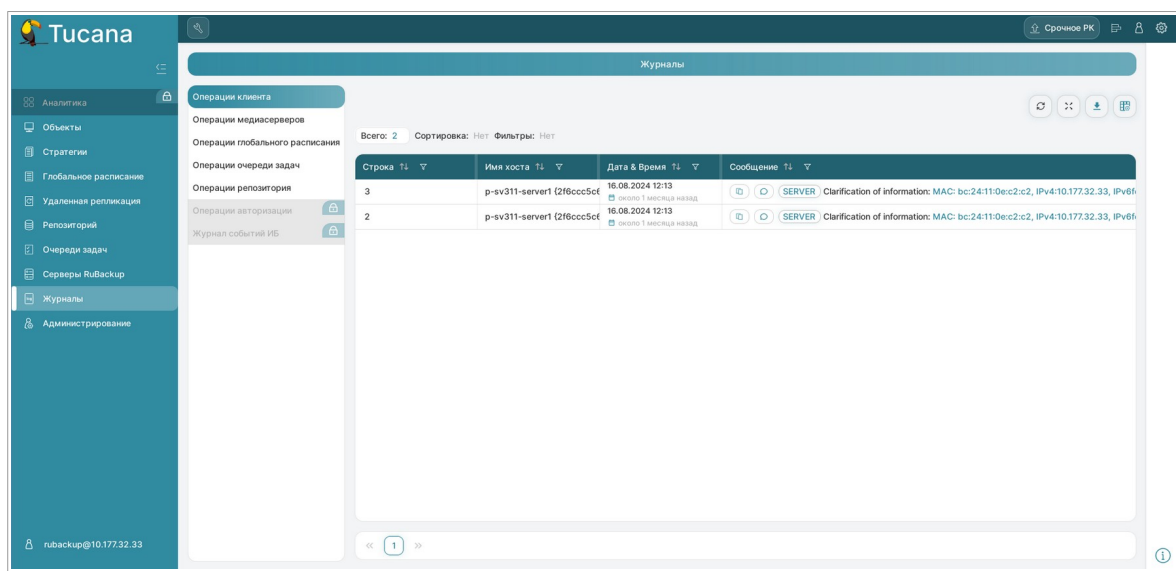 Tucana
Срочное РК
Журналы
Аналитика
Объекты
Стратегии
Глобальное расписание
Удаленная репликация
Репозиторий
Очереди задач
Серверы RuBackup
Журналы
Администрирование
rubackup@10.177.32.33
Операции клиента
Операции медиасерверов
Операции глобального расписания
Операции очереди задач
Операции репозитория
Операции авторизации
Журнал событий ИБ
Всего: 2 Сортировка: Нет Фильтры: Нет
Строка Имя хоста Дата & Время Сообщение
3 p-sv311-server1 {2f6ccc5c6 16.08.2024 12:13 SERVER Clarification of information: MAC: bc:24:11:0e:c2:c2, IPv4:10.177.32.33, IPv6f
около 1 месяца назад
2 p-sv311-server1 {2f6ccc5c6 16.08.2024 12:13 SERVER Clarification of information: MAC: bc:24:11:0e:c2:c2, IPv4:10.177.32.33, IPv6f
около 1 месяца назад
« 1 »